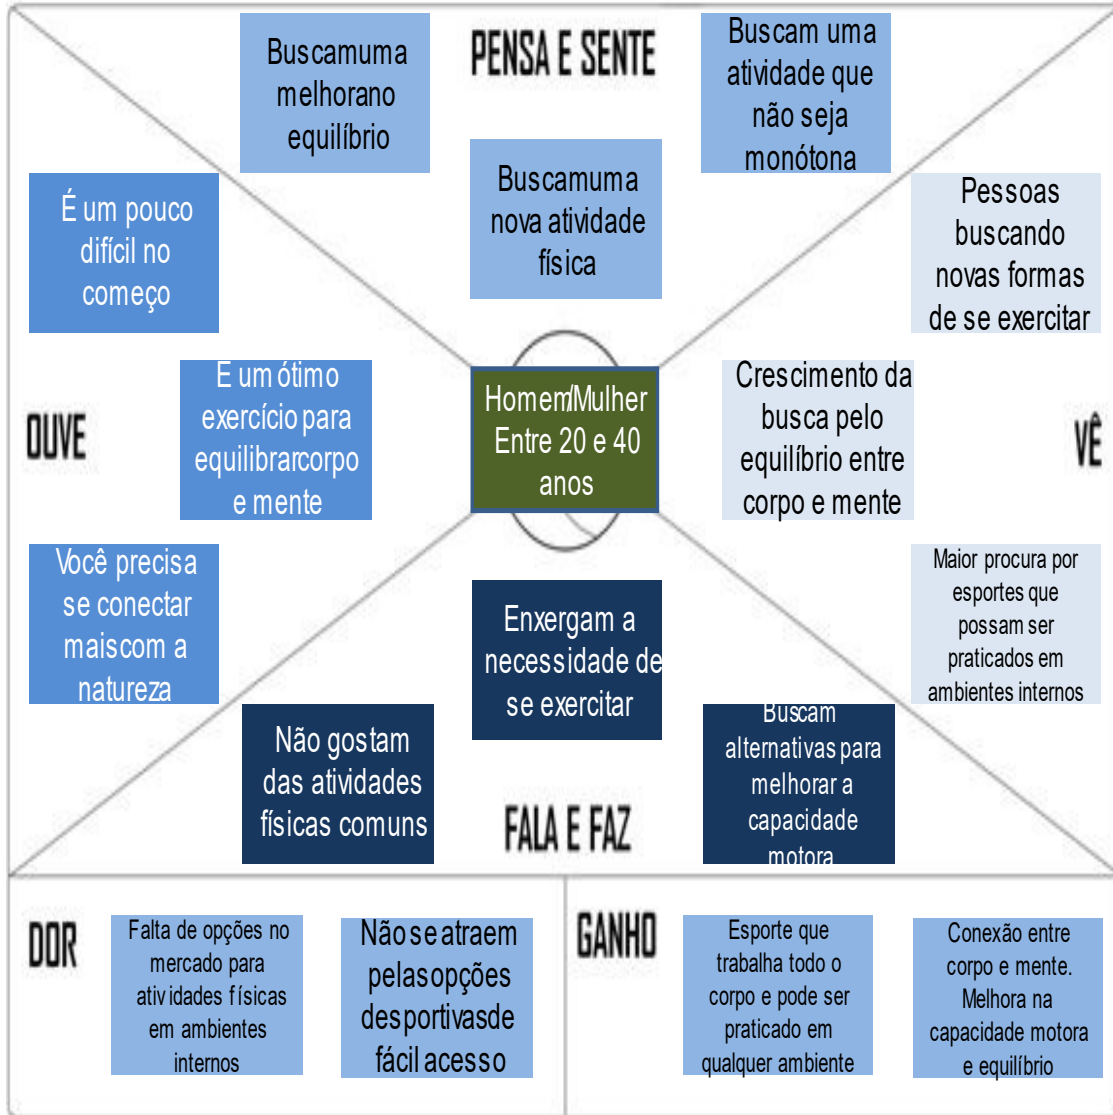 PENSA E SENTE
Buscamuma
melhorano
equilíbrio
Buscamuma
nova atividade
física
Buscam uma
atividade que
não seja
monótona
OUVE
É um pouco
difícil no
começo
E um ótimo
exercício para
equilibrarcorpo
e mente
Você precisa
se conectar
maiscom a
natureza
Homem/Mulher
Entre 20 e 40
anos
VÊ
Pessoas
buscando
novas formas
de se exercitar
Crescimento da
busca pelo
equilíbrio entre
corpo e mente
Maior procura por
esportes que
possam ser
praticados em
ambientes internos
FALA E FAZ
Enxergam a
necessidade de
se exercitar
Não gostam
das atividades
físicas comuns
Buscam
alternativas para
melhorar a
capacidade
motora
DOR
Falta de opções no
mercado para
atividades físicas
em ambientes
internos
Não se atraem
pelasopções
desportivasde
fácil acesso
GANHO
Esporte que
trabalha todo o
corpo e pode ser
praticado em
qualquer ambiente
Conexão entre
corpo e mente.
Melhora na
capacidade motora
e equilíbrio